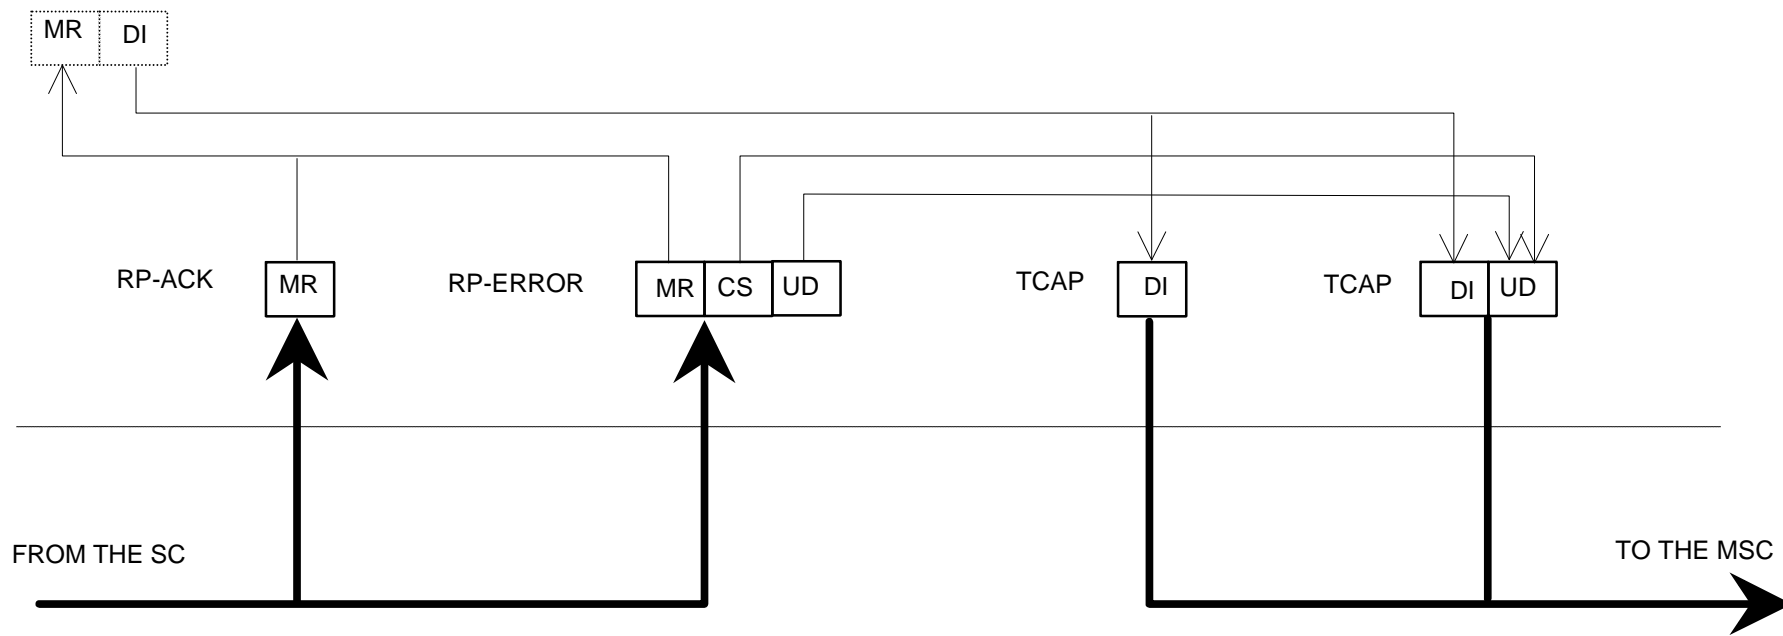 MR DI
RP-ACK MR RP-ERROR MR CS UD TCAP DI TCAP DI UD
FROM THE SC TO THE MSC